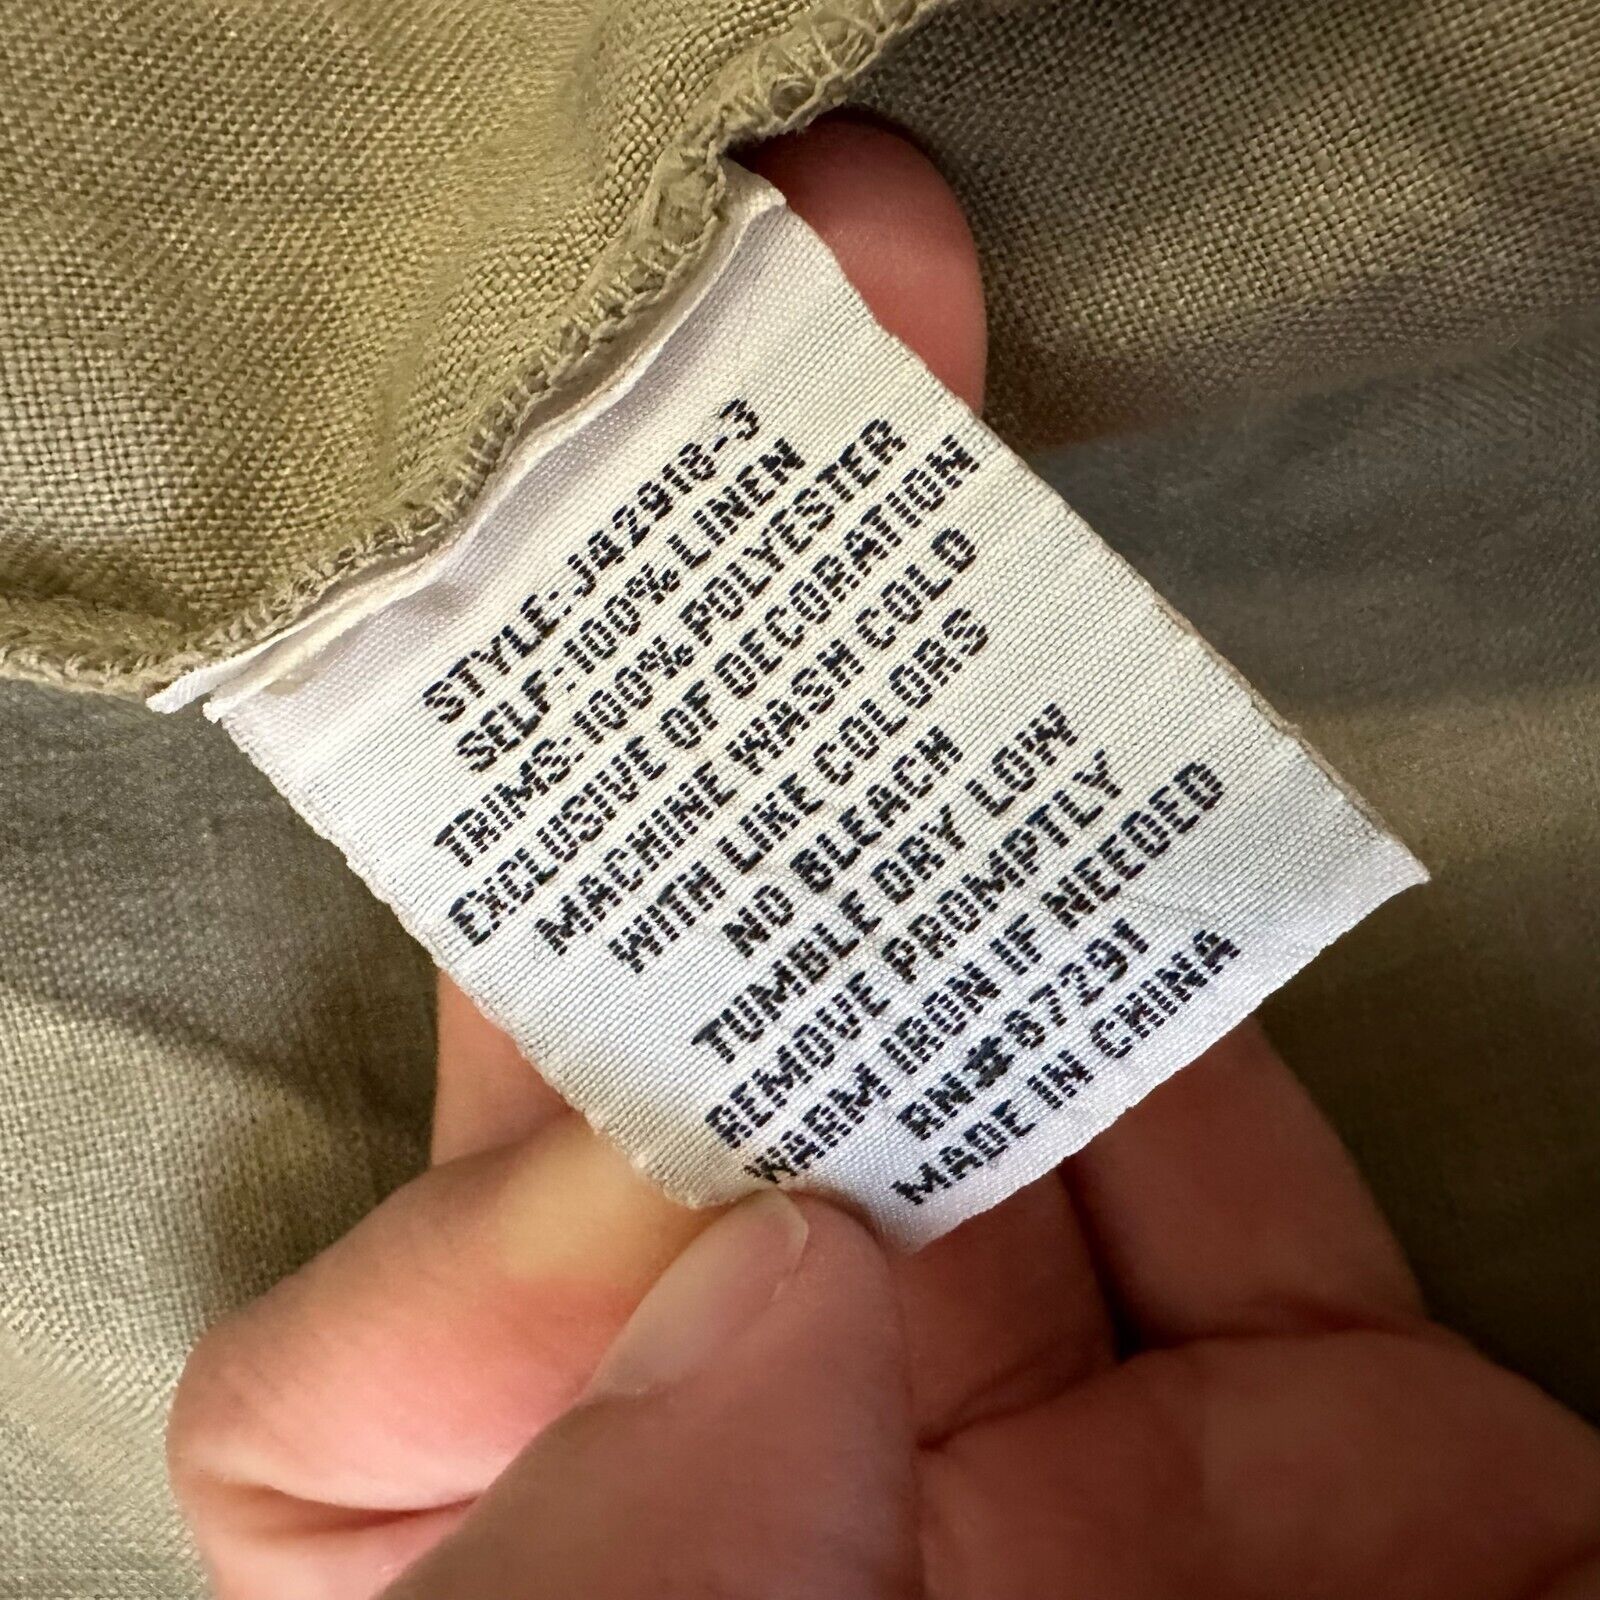 STYLE:J42918-3
SELF:100% LINEN
TRIMS:100% POLYESTER
EXCLUSIVE OF DECORATION
MACHINE WASH COLD
WITH LIKE COLORS
NO BLEACH
TUMBLE DRY LOW
REMOVE PROMPTLY
WARM IRON IF NEEDED
RN#67291
MADE IN CHINA